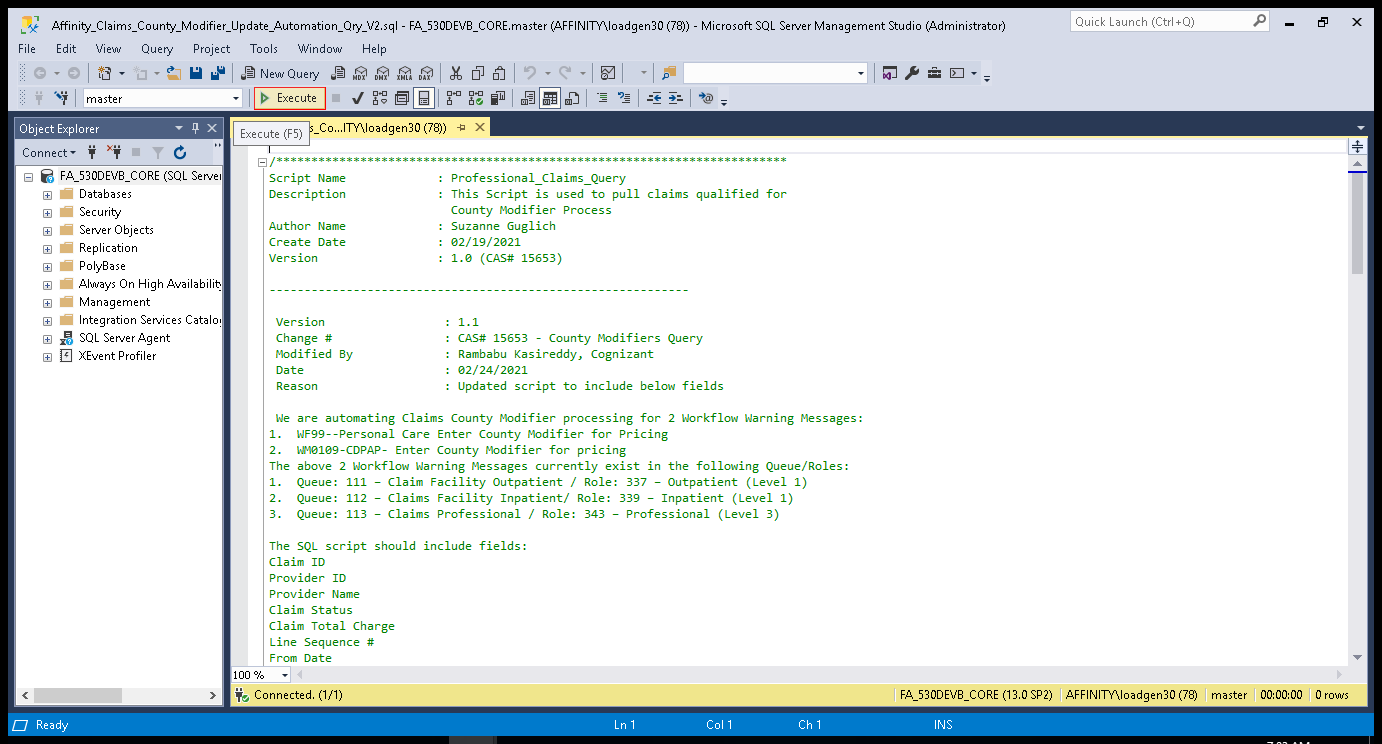 Affinity_Claims_County_Modifier_Update_Automation_Qry_V2.sql - FA_530DEVB_CORE.master (AFFINITY\loadgen30 (78)) - Microsoft SQL Server Management Studio (Administrator)
Quick Launch (Ctrl+Q)
File Edit View Query Project Tools Window Help
New Query MDX DMX XMLA DAX
master Execute
Object Explorer
s_Co...ITY\loadgen30 (78))
Execute (F5)
Connect
FA_530DEVB_CORE (SQL Server
Databases
Security
Server Objects
Replication
PolyBase
Always On High Availability
Management
Integration Services Catalo
SQL Server Agent
XEvent Profiler
/*************************************************************************
Script Name : Professional_Claims_Query
Description : This Script is used to pull claims qualified for
County Modifier Process
Author Name : Suzanne Guglich
Create Date : 02/19/2021
Version : 1.0 (CAS# 15653)
------------------------------------------------------------
Version : 1.1
Change # : CAS# 15653 - County Modifiers Query
Modified By : Rambabu Kasireddy, Cognizant
Date : 02/24/2021
Reason : Updated script to include below fields
We are automating Claims County Modifier processing for 2 Workflow Warning Messages:
1. WF99--Personal Care Enter County Modifier for Pricing
2. WM0109-CDPAP- Enter County Modifier for pricing
The above 2 Workflow Warning Messages currently exist in the following Queue/Roles:
1. Queue: 111 – Claim Facility Outpatient / Role: 337 – Outpatient (Level 1)
2. Queue: 112 – Claims Facility Inpatient/ Role: 339 – Inpatient (Level 1)
3. Queue: 113 – Claims Professional / Role: 343 – Professional (Level 3)
The SQL script should include fields:
Claim ID
Provider ID
Provider Name
Claim Status
Claim Total Charge
Line Sequence #
From Date
100 %
Connected. (1/1)
FA_530DEVB_CORE (13.0 SP2) AFFINITY\loadgen30 (78) master 00:00:00 0 rows
Ready Ln 1 Col 1 Ch 1 INS